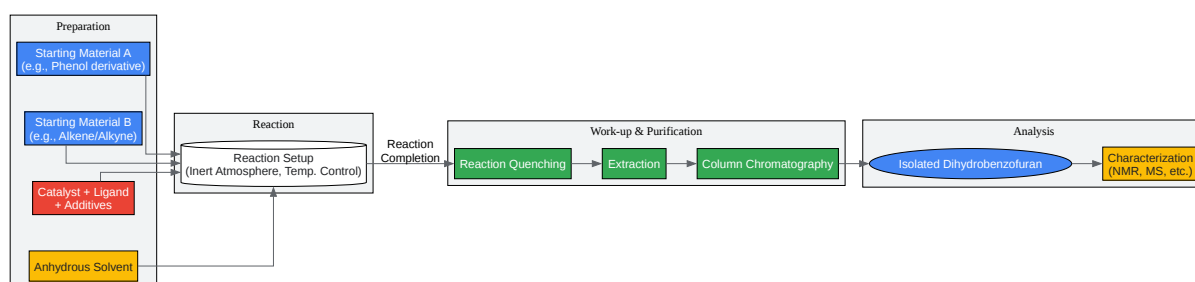 Preparation
Starting Material A
(e.g., Phenol derivative)
Starting Material B
(e.g., Alkene/Alkyne)
Catalyst + Ligand
+ Additives
Anhydrous Solvent
Reaction
Reaction Setup
(Inert Atmosphere, Temp. Control)
Reaction
Completion
Work-up & Purification
Reaction Quenching
Extraction
Column Chromatography
Analysis
Isolated Dihydrobenzofuran
Characterization
(NMR, MS, etc.)